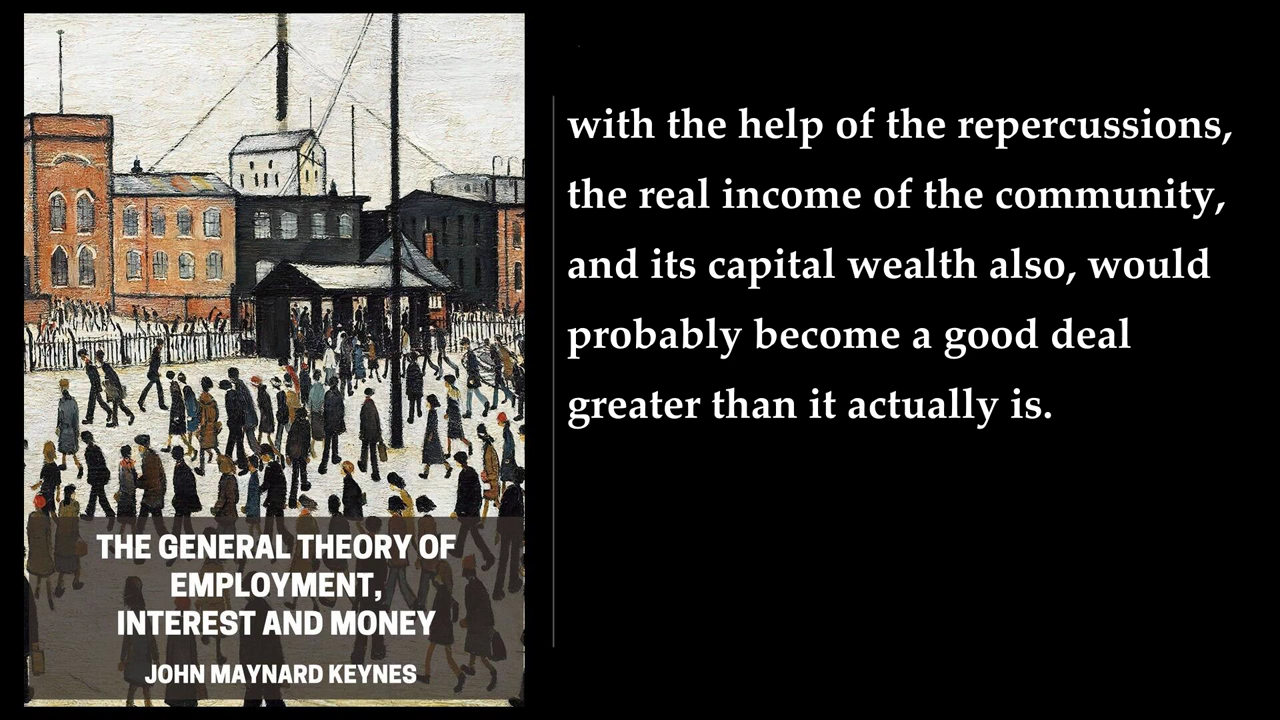 THE GENERAL THEORY OF
EMPLOYMENT,
INTEREST AND MONEY
JOHN MAYNARD KEYNES
with the help of the repercussions,
the real income of the community,
and its capital wealth also, would
probably become a good deal
greater than it actually is.